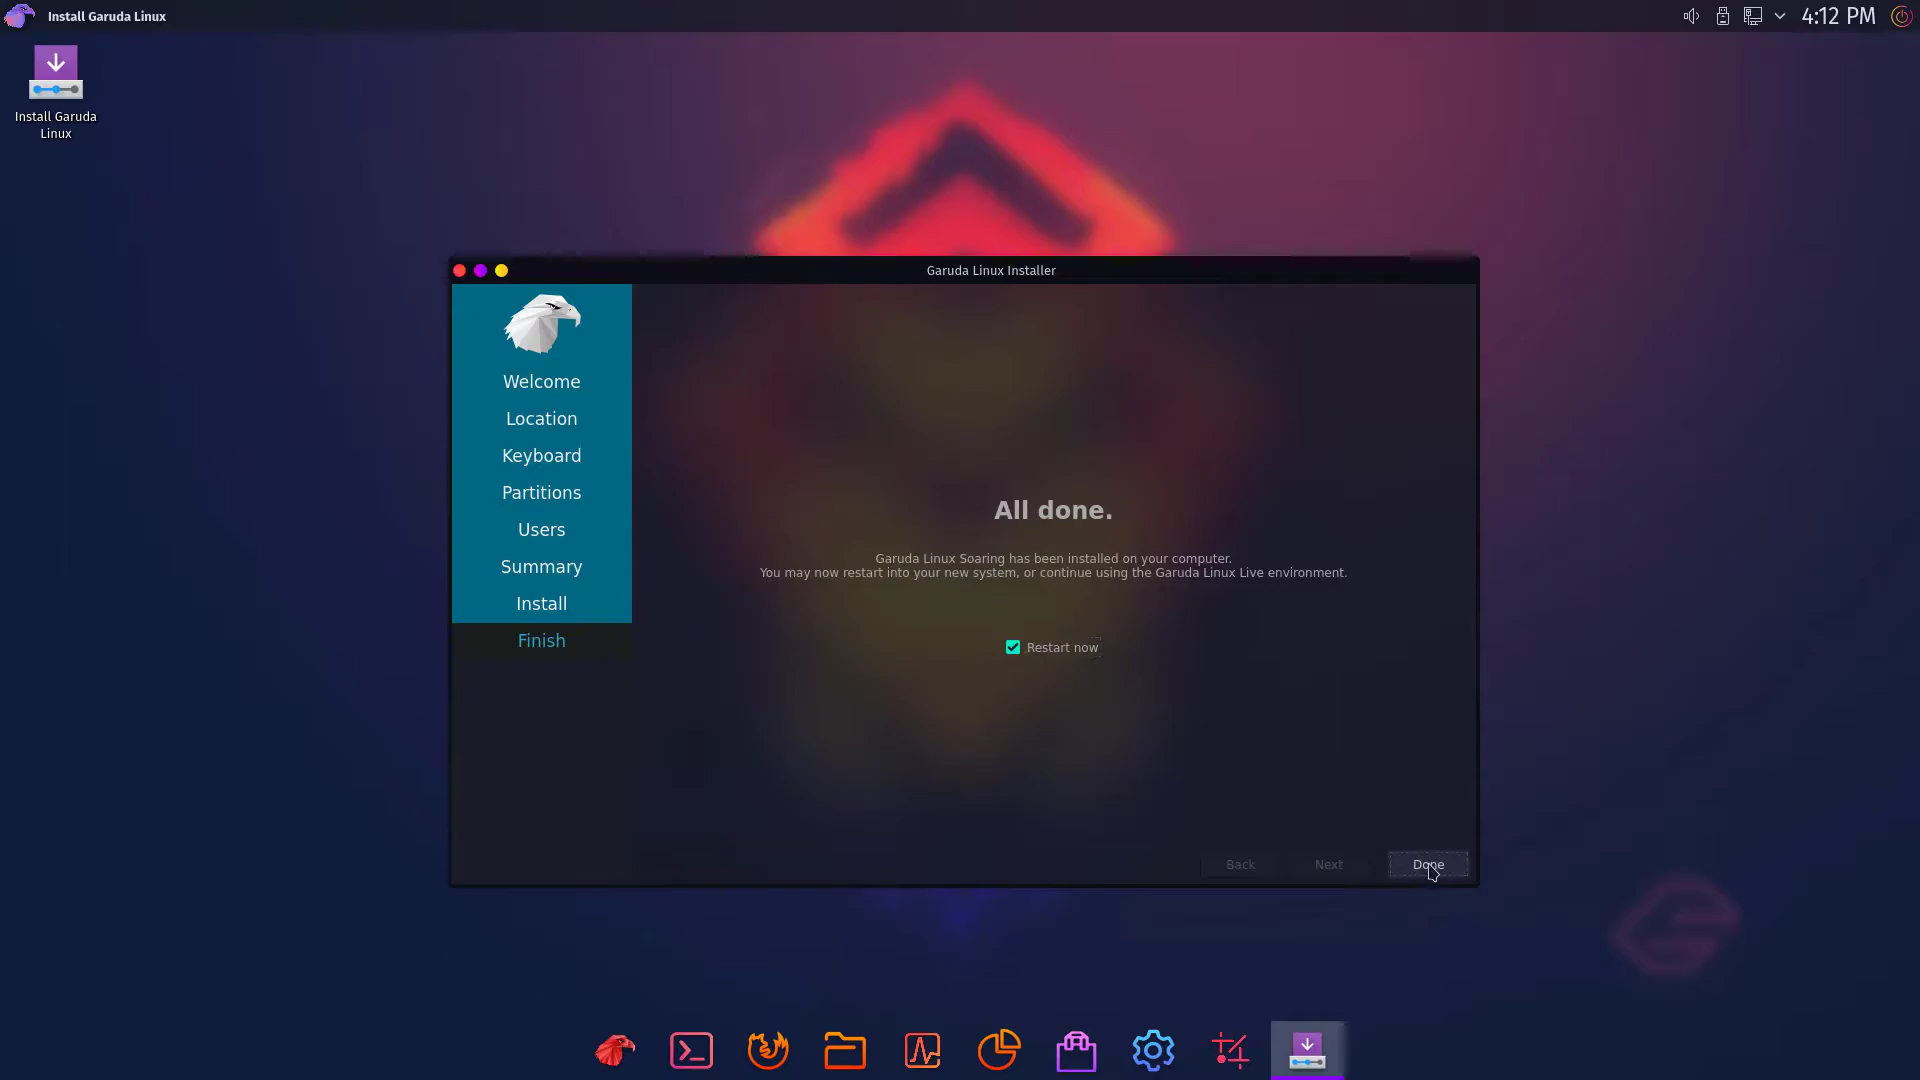 Install Garuda Linux
4:12 PM
Install Garuda
Linux
Garuda Linux Installer
Welcome
Location
Keyboard
Partitions
Users
Summary
Install
Finish
All done.
Garuda Linux Soaring has been installed on your computer.
You may now restart into your new system, or continue using the Garuda Linux Live environment.
Restart now
Back
Next
Done